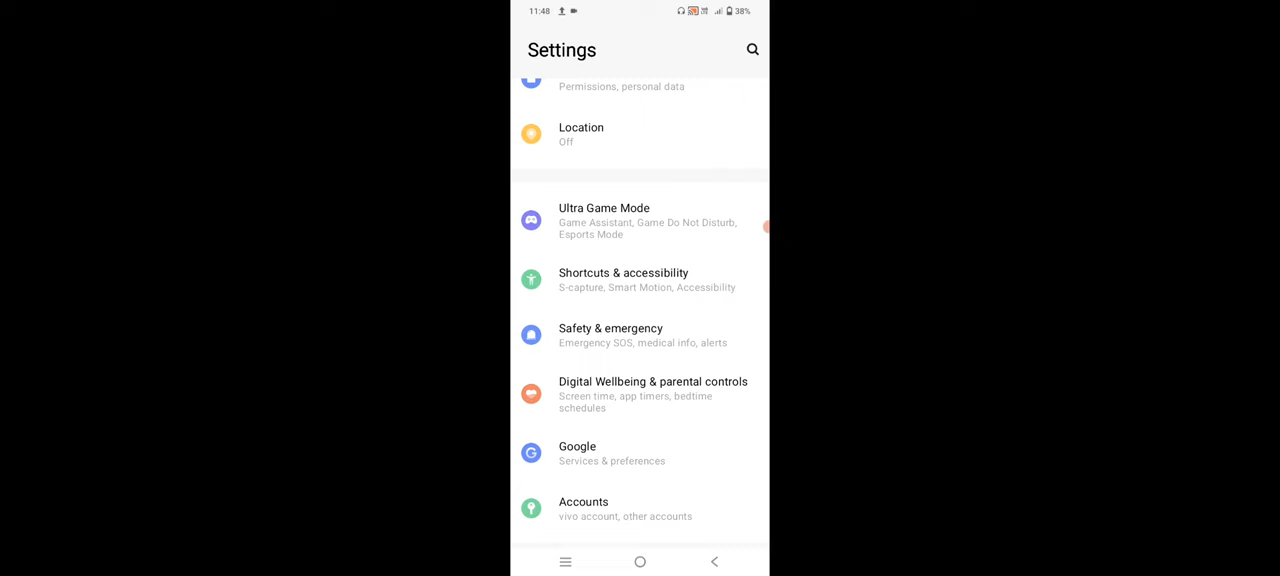 11:48 38%
Settings
Permissions, personal data
Location
Off
Ultra Game Mode
Game Assistant, Game Do Not Disturb,
Esports Mode
Shortcuts & accessibility
S-capture, Smart Motion, Accessibility
Safety & emergency
Emergency SOS, medical info, alerts
Digital Wellbeing & parental controls
Screen time, app timers, bedtime
schedules
Google
Services & preferences
Accounts
vivo account, other accounts